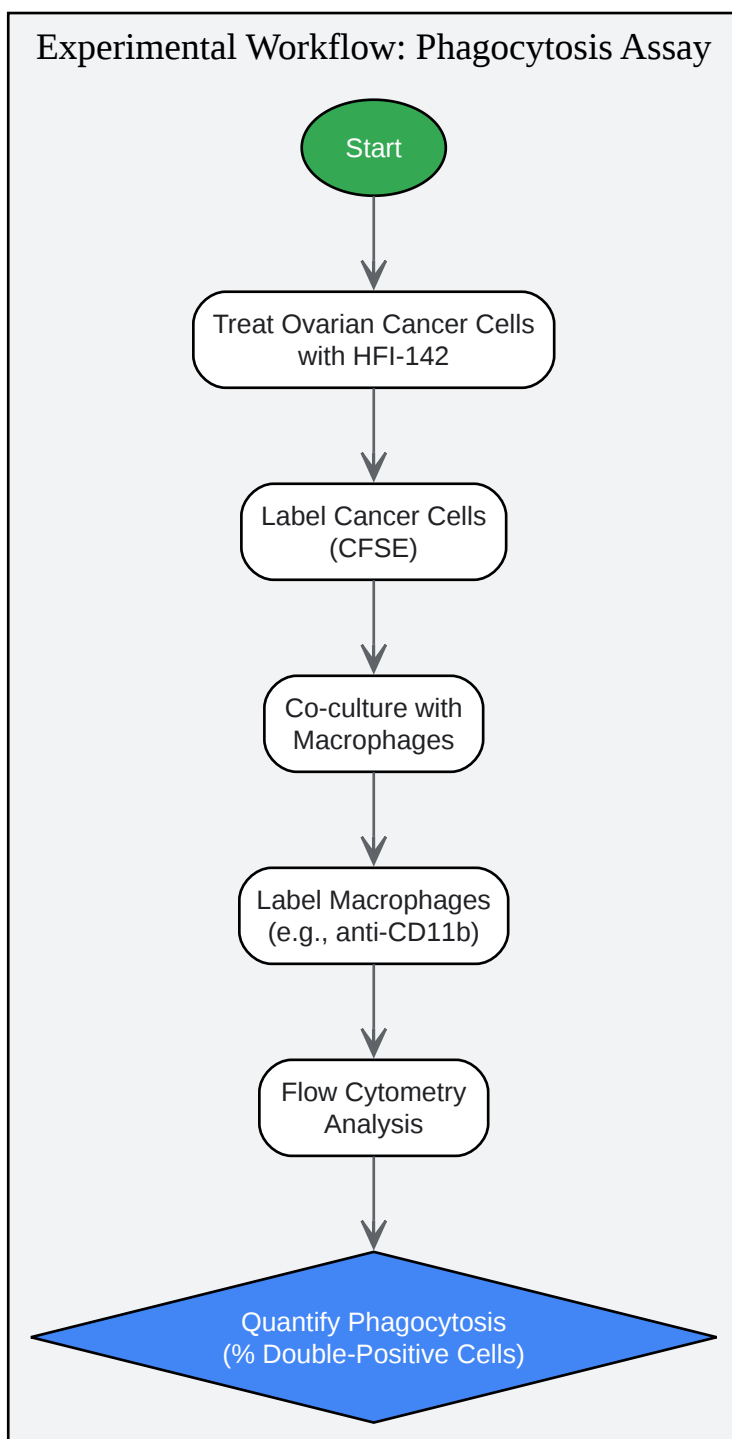 Experimental Workflow: Phagocytosis Assay
Start
Treat Ovarian Cancer Cells
with HFI-142
Label Cancer Cells
(CFSE)
Co-culture with
Macrophages
Label Macrophages
(e.g., anti-CD11b)
Flow Cytometry
Analysis
Quantify Phagocytosis
(% Double-Positive Cells)